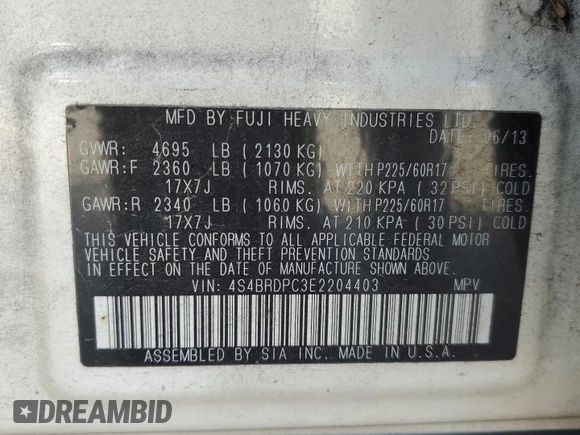 MFD BY FUJI HEAVY INDUSTRIES LTD.
DATE: 06/13
GVWR: 4695 LB (2130 KG)
GAWR:F 2360 LB (1070 KG) WITH P225/60R17 TIRES.
17X7J RIMS. AT 220 KPA (32 PSI) COLD
GAWR:R 2340 LB (1060 KG) WITH P225/60R17 TIRES.
17X7J RIMS. AT 210 KPA (30 PSI) COLD
THIS VEHICLE CONFORMS TO ALL APPLICABLE FEDERAL MOTOR
VEHICLE SAFETY AND THEFT PREVENTION STANDARDS
IN EFFECT ON THE DATE OF MANUFACTURE SHOWN ABOVE.
VIN: 4S4BRDPC3E2204403 MPV
ASSEMBLED BY SIA INC. MADE IN U.S.A.
DREAMBID